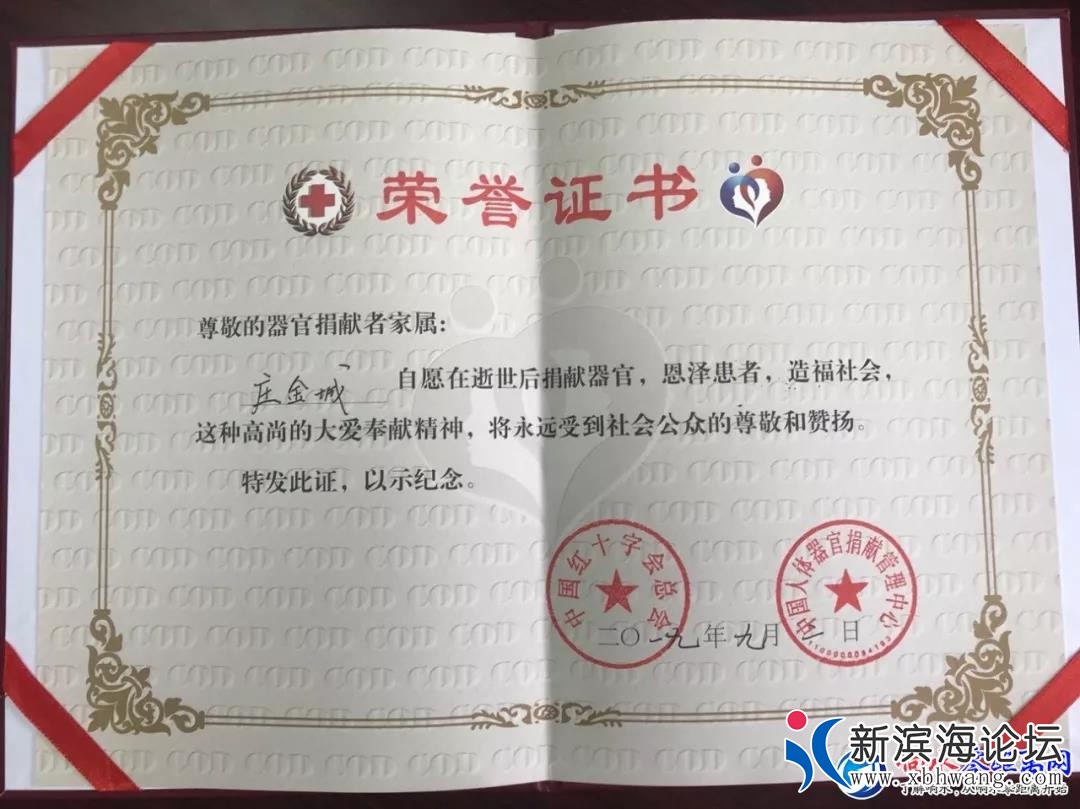 荣誉证书
尊敬的器官捐献者家属：
庄金城 自愿在逝世后捐献器官，恩泽患者，造福社会，
这种高尚的大爱奉献精神，将永远受到社会公众的尊敬和赞扬。
特发此证，以示纪念。
中国红十字会总会
中国人体器官捐献管理中心
二〇一九年九月 日
新滨海论坛
www.xbhwang.com